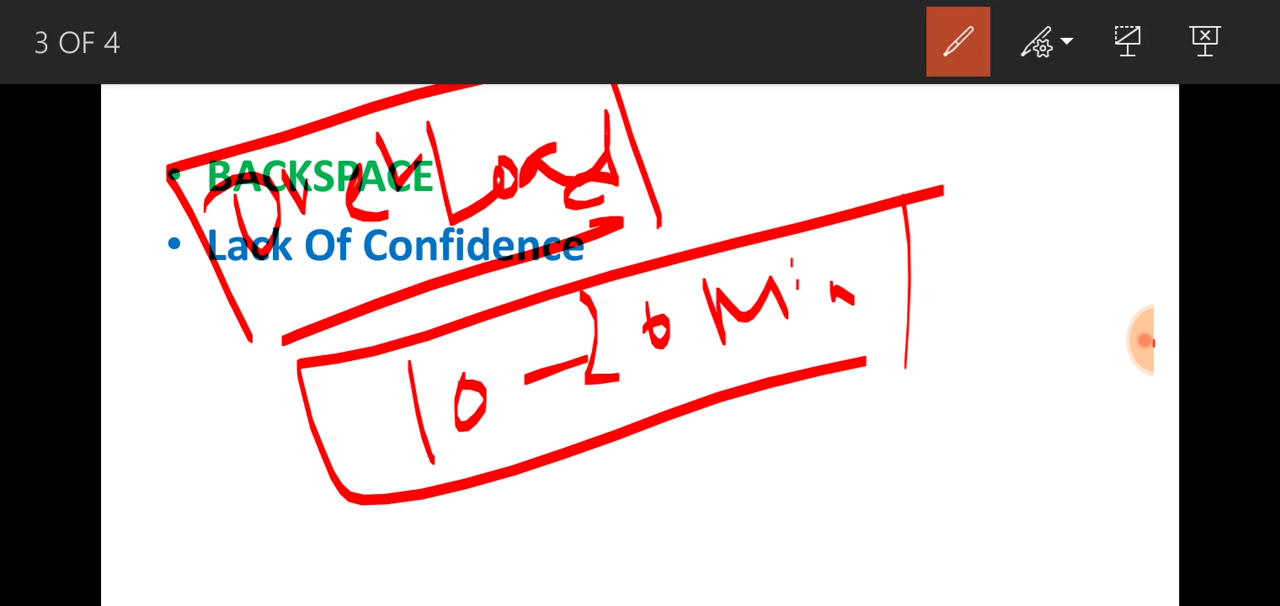 3 OF 4
• BACKSPACE
OverLoad
• Lack Of Confidence
10-20 Min